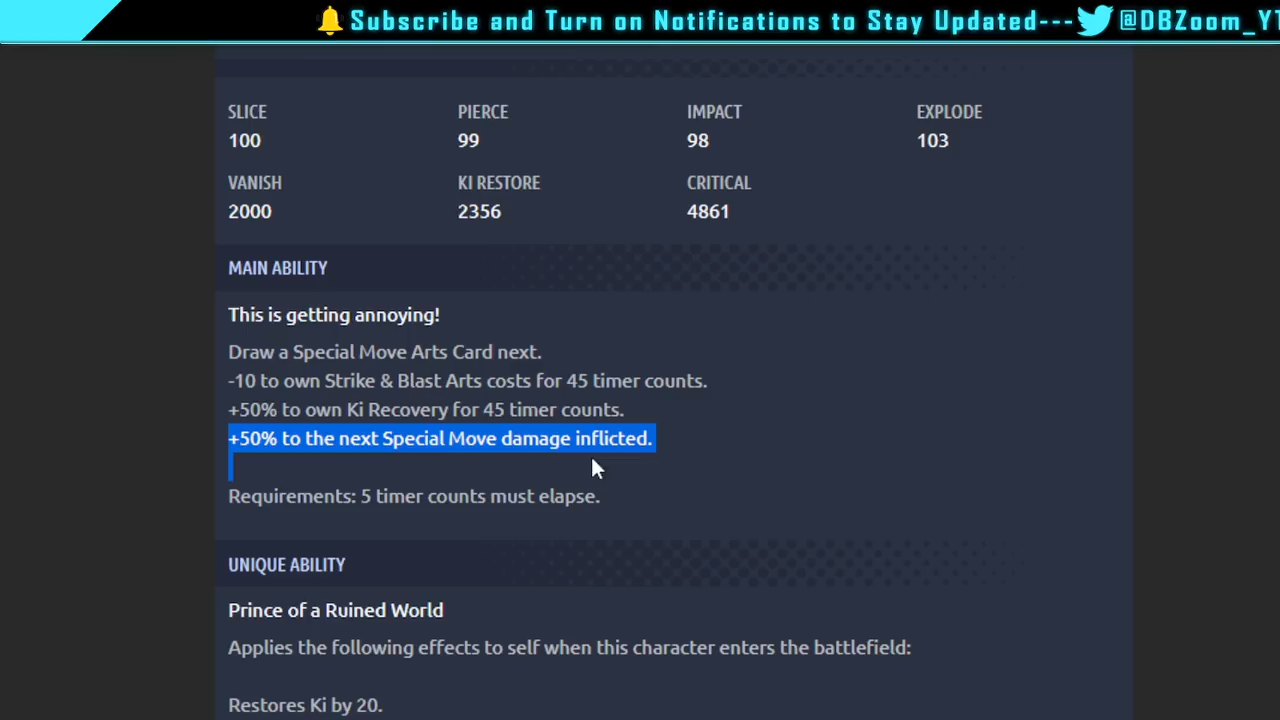 Subscribe and Turn on Notifications to Stay Updated--- @DBZoom_YT
SLICE PIERCE IMPACT EXPLODE
100 99 98 103
VANISH KI RESTORE CRITICAL
2000 2356 4861
MAIN ABILITY
This is getting annoying!
Draw a Special Move Arts Card next.
-10 to own Strike & Blast Arts costs for 45 timer counts.
+50% to own Ki Recovery for 45 timer counts.
+50% to the next Special Move damage inflicted.
Requirements: 5 timer counts must elapse.
UNIQUE ABILITY
Prince of a Ruined World
Applies the following effects to self when this character enters the battlefield:
Restores Ki by 20.